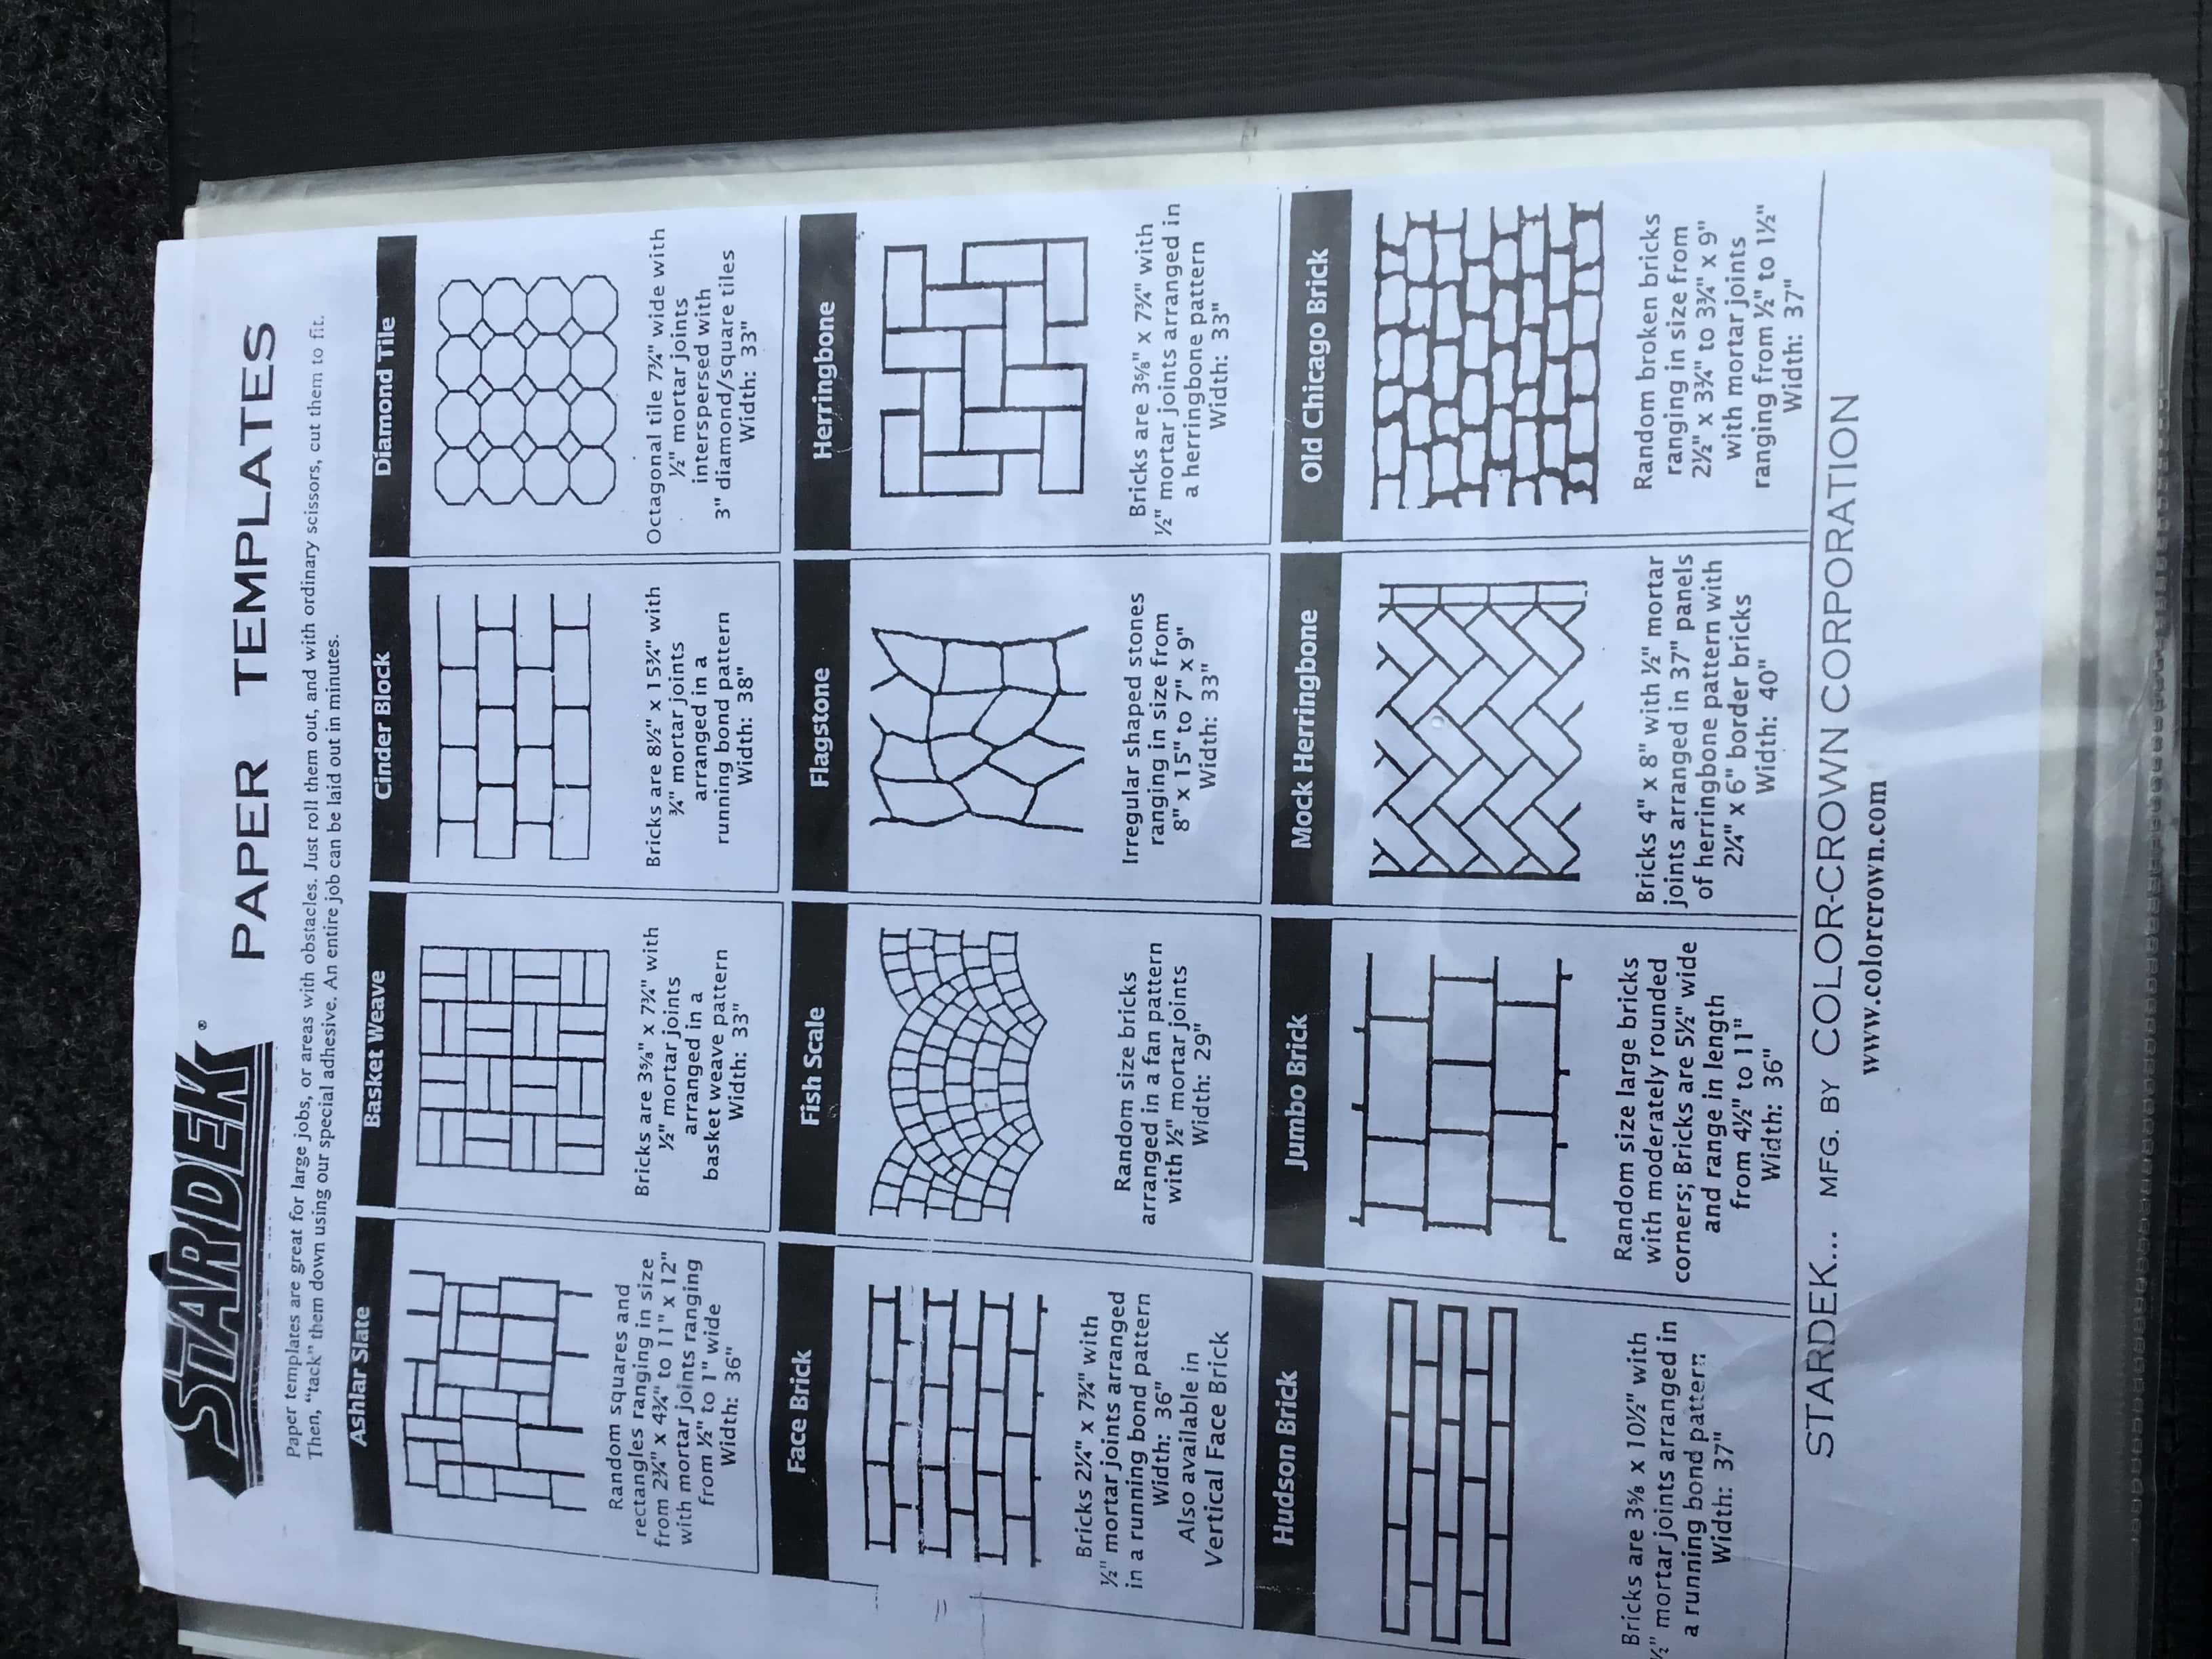 STARDEK®
PAPER TEMPLATES
Paper templates are great for large jobs, or areas with obstacles. Just roll them out, and with ordinary scissors, cut them to fit.
Then, "tack" them down using our special adhesive. An entire job can be laid out in minutes.
Ashlar Slate
Random squares and
rectangles ranging in size
from 2¾" x 4¾" to 11" x 12"
with mortar joints ranging
from ½" to 1" wide
Width: 36"
Basket Weave
Bricks are 3⅝" x 7¾" with
½" mortar joints
arranged in a
basket weave pattern
Width: 33"
Cinder Block
Bricks are 8½" x 15¾" with
¾" mortar joints
arranged in a
running bond pattern
Width: 38"
Diamond Tile
Octagonal tile 7¾" wide with
½" mortar joints
interspersed with
3" diamond/square tiles
Width: 33"
Face Brick
Bricks 2¼" x 7¾" with
½" mortar joints arranged
in a running bond pattern
Width: 36"
Also available in
Vertical Face Brick
Fish Scale
Random size bricks
arranged in a fan pattern
with ½" mortar joints
Width: 29"
Flagstone
Irregular shaped stones
ranging in size from
8" x 15" to 7" x 9"
Width: 33"
Herringbone
Bricks are 3⅝" x 7¾" with
½" mortar joints arranged in
a herringbone pattern
Width: 33"
Hudson Brick
Bricks are 3⅝ x 10½" with
½" mortar joints arranged in
a running bond pattern
Width: 37"
Jumbo Brick
Random size large bricks
with moderately rounded
corners; Bricks are 5½" wide
and range in length
from 4½" to 11"
Width: 36"
Mock Herringbone
Bricks 4" x 8" with ½" mortar
joints arranged in 37" panels
of herringbone pattern with
2¼" x 6" border bricks
Width: 40"
Old Chicago Brick
Random broken bricks
ranging in size from
2½" x 3¾" to 3¾" x 9"
with mortar joints
ranging from ½" to 1½"
Width: 37"
STARDEK... MFG. BY COLOR-CROWN CORPORATION
www.colorcrown.com